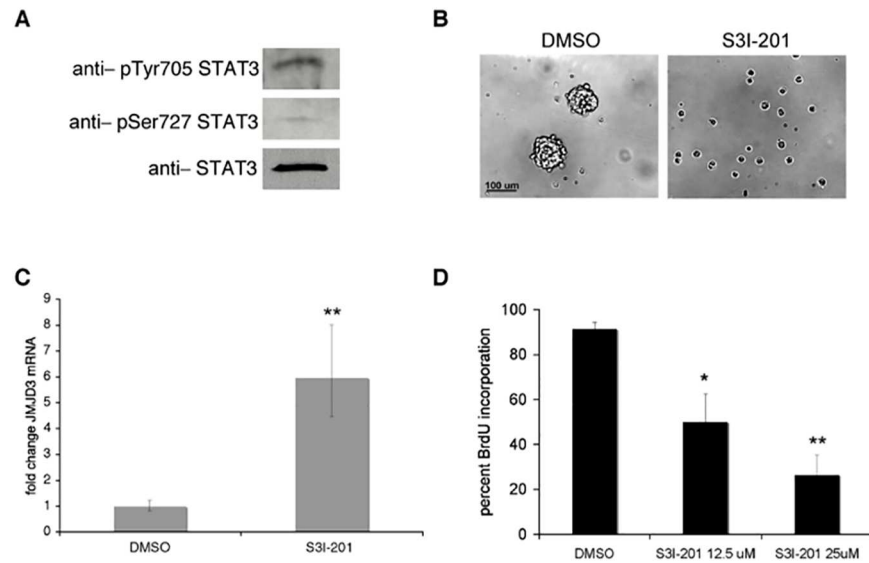 A
anti– pTyr705 STAT3
anti– pSer727 STAT3
anti– STAT3
B
DMSO
S3I-201
100 um
C
fold change JMJD3 mRNA
9
8
7
6
5
4
3
2
1
0
**
DMSO
S3I-201
D
percent BrdU incorporation
100
80
60
40
20
0
*
**
DMSO
S3I-201 12.5 uM
S3I-201 25uM